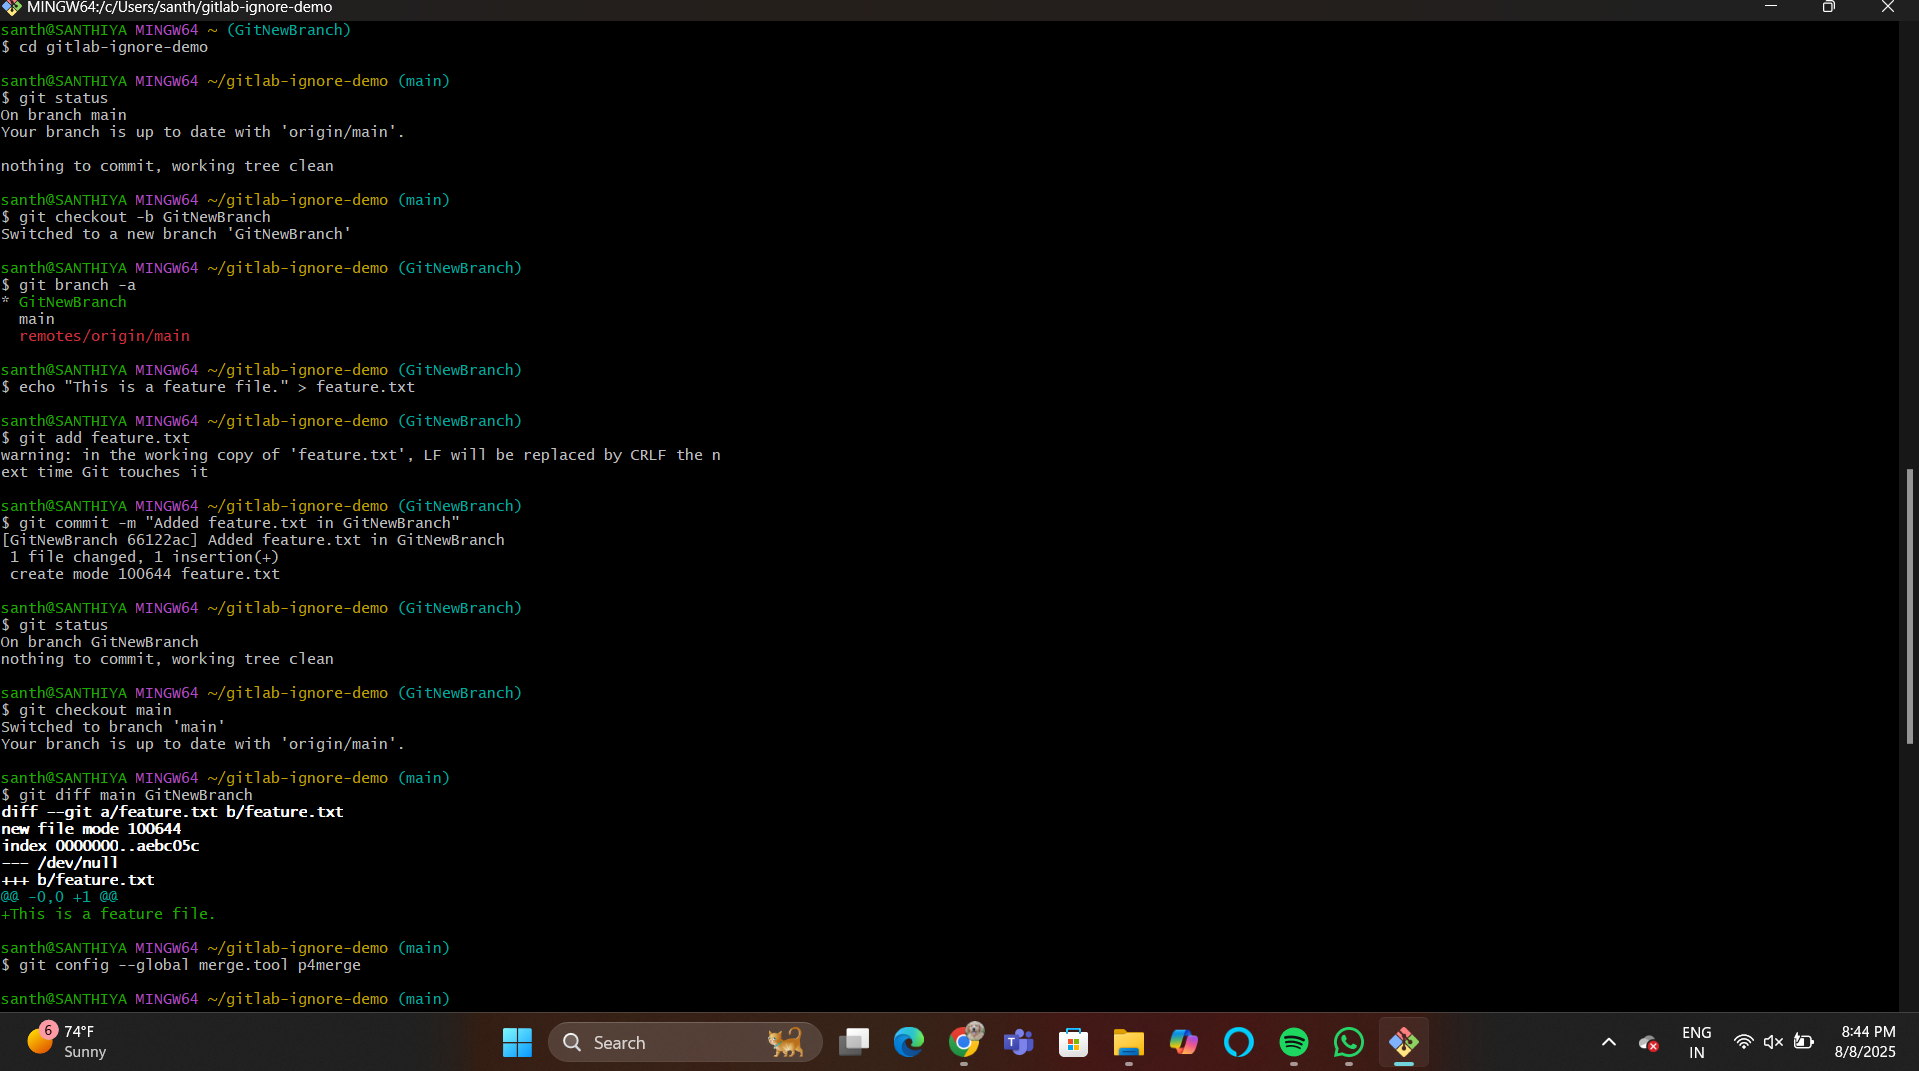 MINGW64:/c/Users/santh/gitlab-ignore-demo
santh@SANTHIYA MINGW64 ~ (GitNewBranch)
$ cd gitlab-ignore-demo
santh@SANTHIYA MINGW64 ~/gitlab-ignore-demo (main)
$ git status
On branch main
Your branch is up to date with 'origin/main'.
nothing to commit, working tree clean
santh@SANTHIYA MINGW64 ~/gitlab-ignore-demo (main)
$ git checkout -b GitNewBranch
Switched to a new branch 'GitNewBranch'
santh@SANTHIYA MINGW64 ~/gitlab-ignore-demo (GitNewBranch)
$ git branch -a
* GitNewBranch
main
remotes/origin/main
santh@SANTHIYA MINGW64 ~/gitlab-ignore-demo (GitNewBranch)
$ echo "This is a feature file." > feature.txt
santh@SANTHIYA MINGW64 ~/gitlab-ignore-demo (GitNewBranch)
$ git add feature.txt
warning: in the working copy of 'feature.txt', LF will be replaced by CRLF the n
ext time Git touches it
santh@SANTHIYA MINGW64 ~/gitlab-ignore-demo (GitNewBranch)
$ git commit -m "Added feature.txt in GitNewBranch"
[GitNewBranch 66122ac] Added feature.txt in GitNewBranch
1 file changed, 1 insertion(+)
create mode 100644 feature.txt
santh@SANTHIYA MINGW64 ~/gitlab-ignore-demo (GitNewBranch)
$ git status
On branch GitNewBranch
nothing to commit, working tree clean
santh@SANTHIYA MINGW64 ~/gitlab-ignore-demo (GitNewBranch)
$ git checkout main
Switched to branch 'main'
Your branch is up to date with 'origin/main'.
santh@SANTHIYA MINGW64 ~/gitlab-ignore-demo (main)
$ git diff main GitNewBranch
diff --git a/feature.txt b/feature.txt
new file mode 100644
index 0000000..aebc05c
--- /dev/null
+++ b/feature.txt
@@ -0,0 +1 @@
+This is a feature file.
santh@SANTHIYA MINGW64 ~/gitlab-ignore-demo (main)
$ git config --global merge.tool p4merge
santh@SANTHIYA MINGW64 ~/gitlab-ignore-demo (main)
6
74°F
Sunny
Search
ENG
IN
8:44 PM
8/8/2025